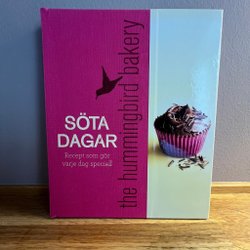 SÖTA
DAGAR
Recept som gör
varje dag speciell
the hummingbird bakery